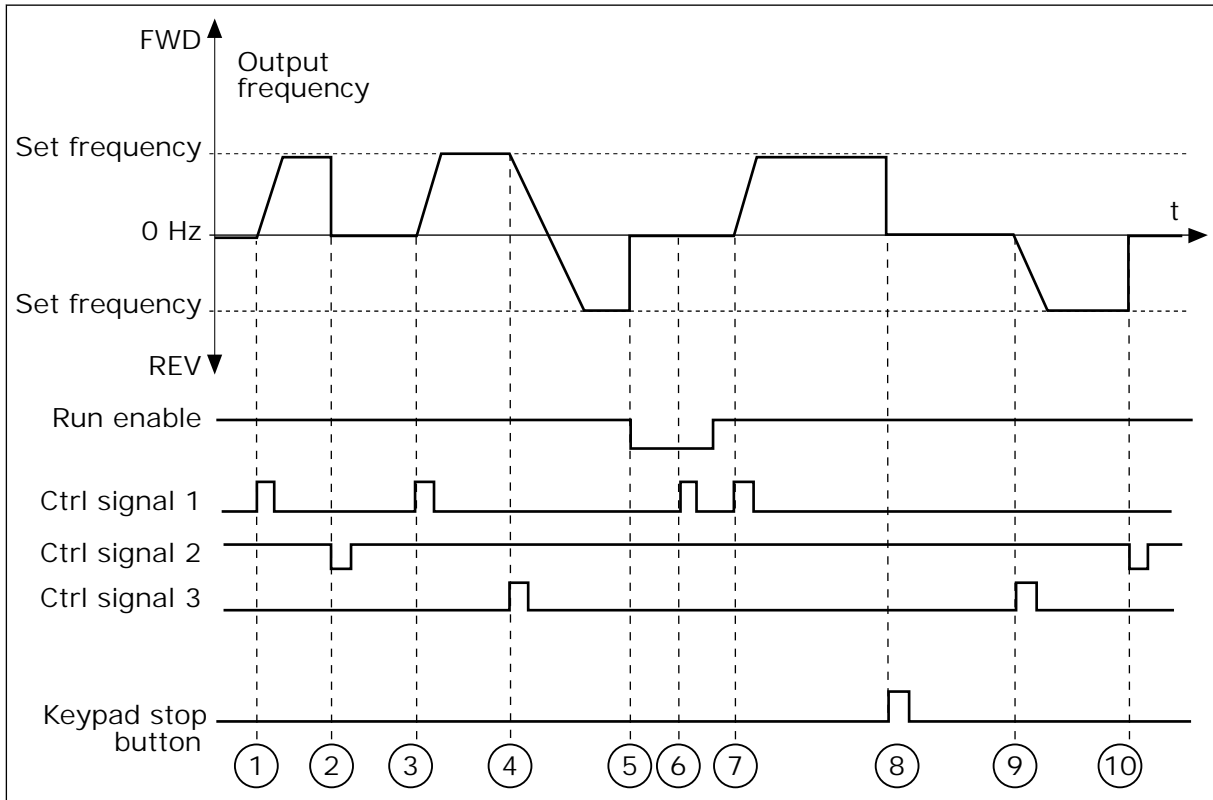 FWD
Output
frequency
Set frequency
0 Hz
t
Set frequency
REV
Run enable
Ctrl signal 1
Ctrl signal 2
Ctrl signal 3
Keypad stop
button
1 2 3 4 5 6 7 8 9 10